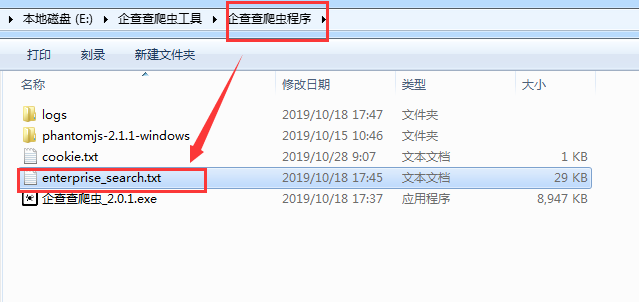 本地磁盘 (E:) 企查查爬虫工具 企查查爬虫程序
打印 刻录 新建文件夹
名称 修改日期 类型 大小
logs 2019/10/18 17:47 文件夹
phantomjs-2.1.1-windows 2019/10/15 10:46 文件夹
cookie.txt 2019/10/28 9:07 文本文档 1 KB
enterprise_search.txt 2019/10/18 17:45 文本文档 29 KB
企查查爬虫_2.0.1.exe 2019/10/18 17:37 应用程序 8,947 KB